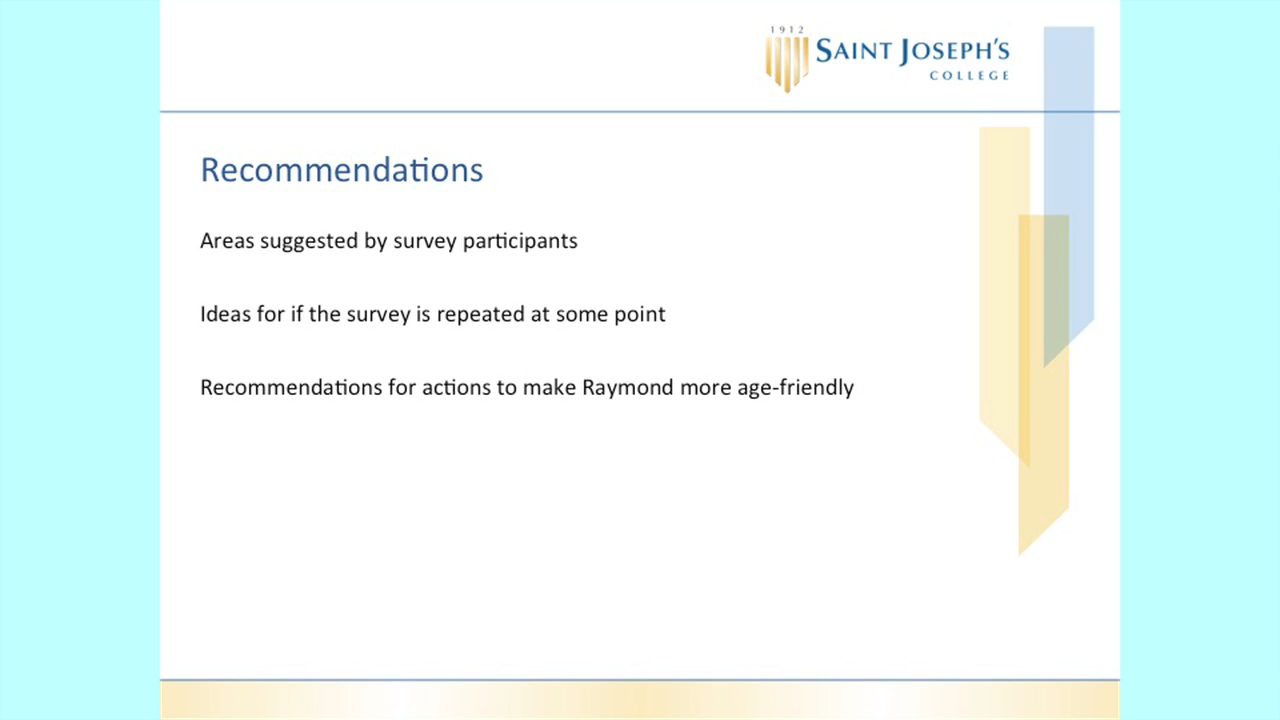 1912
SAINT JOSEPH'S
COLLEGE
Recommendations
Areas suggested by survey participants
Ideas for if the survey is repeated at some point
Recommendations for actions to make Raymond more age-friendly